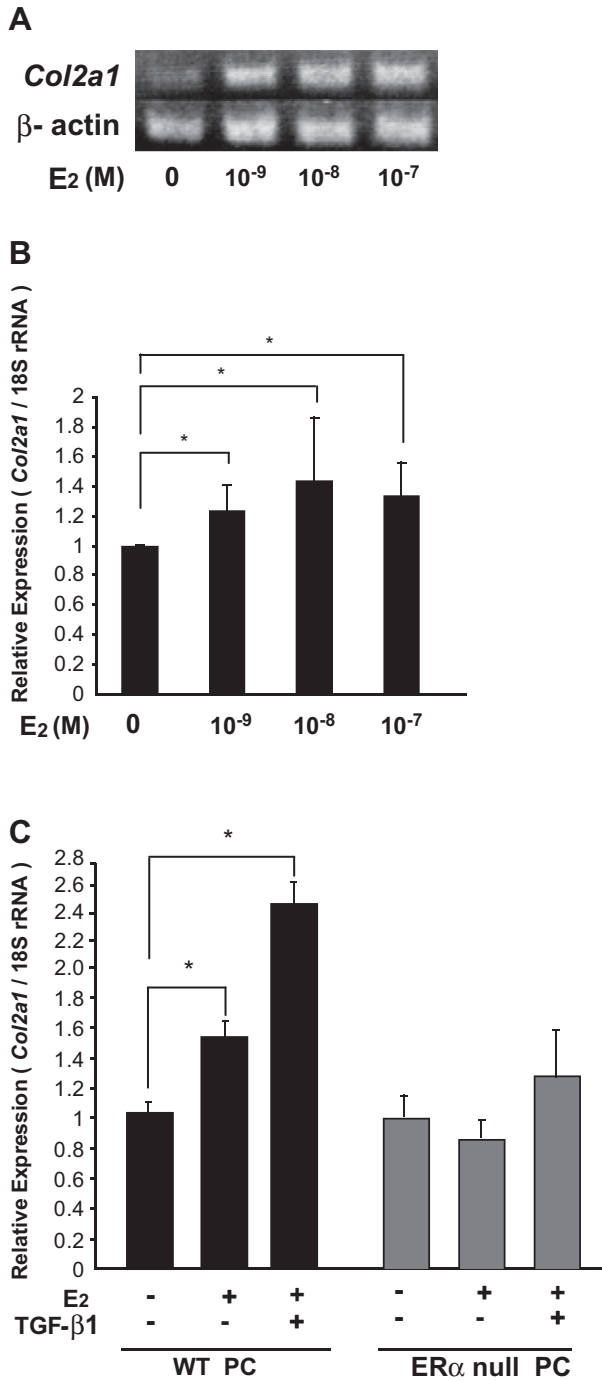 A
Col2a1
β- actin
E2 (M) 0 10-9 10-8 10-7
B
Relative Expression ( Col2a1 / 18S rRNA )
*
*
*
2
1.8
1.6
1.4
1.2
1
0.8
0.6
0.4
0.2
0
E2 (M) 0 10-9 10-8 10-7
C
Relative Expression ( Col2a1 / 18S rRNA )
*
*
2.8
2.6
2.4
2.2
2.0
1.8
1.6
1.4
1.2
1
0.8
0.6
0.4
0.2
0
E2 - + + - + +
TGF-β1 - - + - - +
WT PC ERα null PC